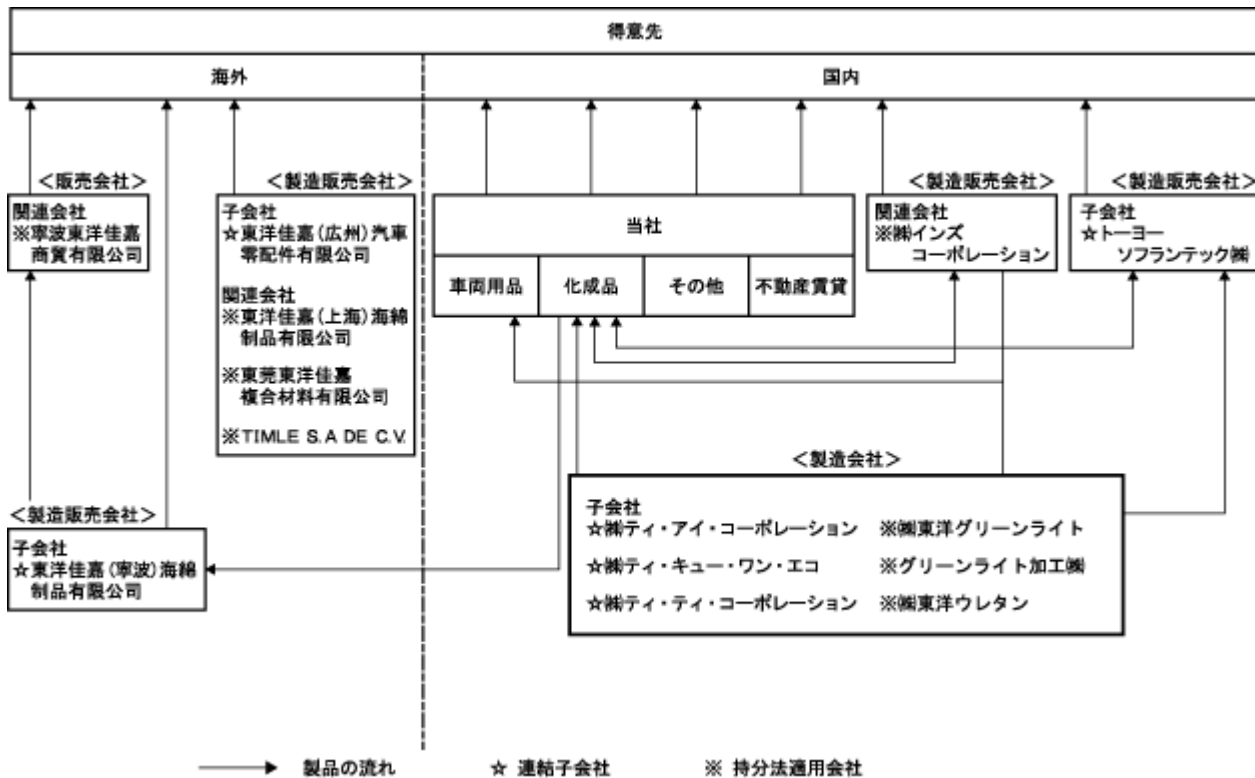 得意先
海外
国内
＜販売会社＞
関連会社
※寧波東洋佳嘉
商貿有限公司
＜製造販売会社＞
子会社
☆東洋佳嘉(広州)汽車
零配件有限公司
関連会社
※東洋佳嘉(上海)海綿
制品有限公司
※東莞東洋佳嘉
複合材料有限公司
※TIMLE S.A DE C.V.
当社
車両用品
化成品
その他
不動産賃貸
＜製造販売会社＞
関連会社
※㈱インズ
コーポレーション
＜製造販売会社＞
子会社
☆トーヨー
ソフランテック㈱
＜製造販売会社＞
子会社
☆東洋佳嘉(寧波)海綿
制品有限公司
＜製造会社＞
子会社
☆㈱ティ・アイ・コーポレーション ※㈲東洋グリーンライト
☆㈱ティ・キュー・ワン・エコ ※グリーンライト加工㈱
☆㈱ティ・ティ・コーポレーション ※㈲東洋ウレタン
製品の流れ ☆ 連結子会社 ※ 持分法適用会社